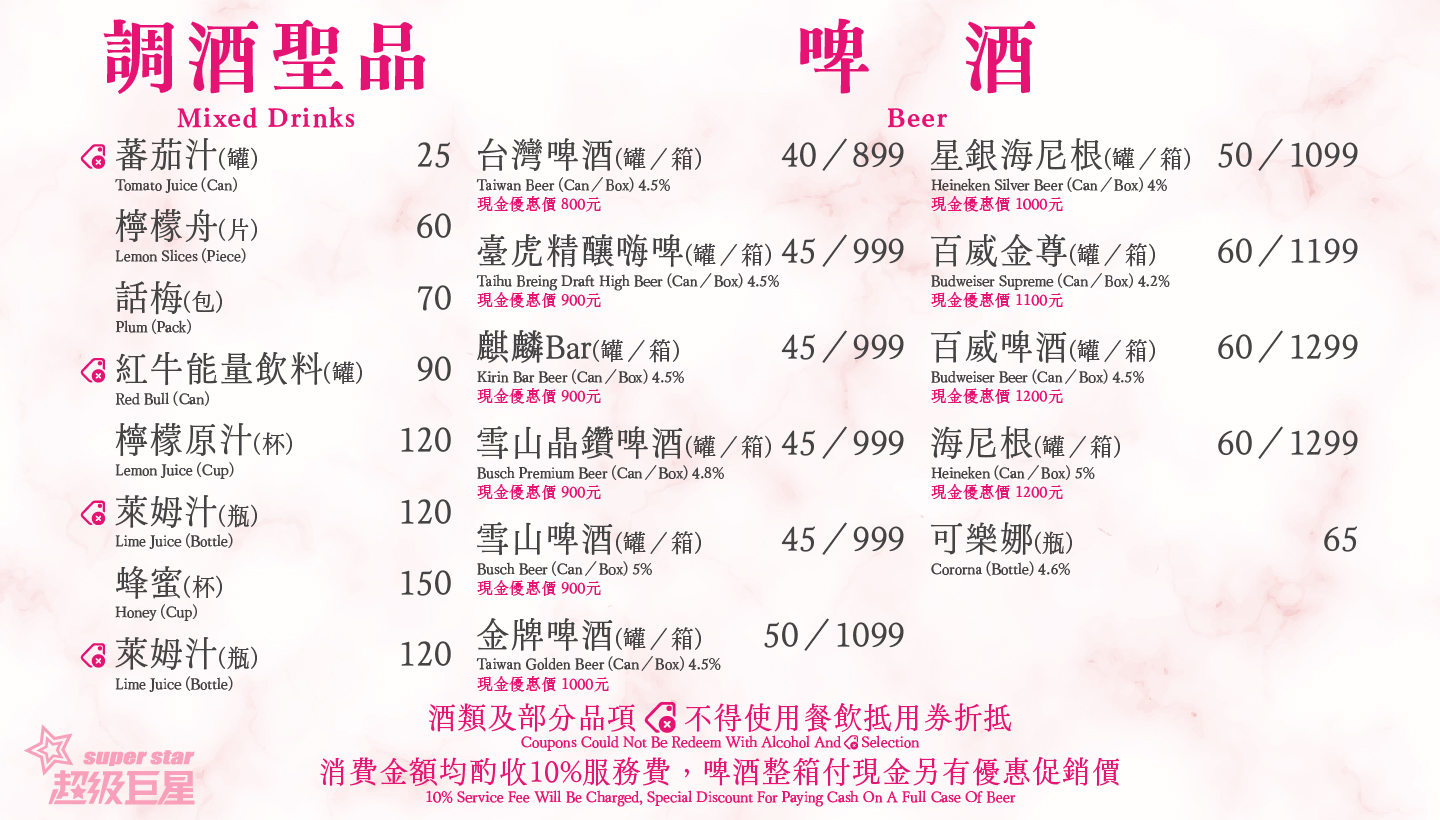 調酒聖品
Mixed Drinks
蕃茄汁(罐) 25
Tomato Juice (Can)
檸檬舟(片) 60
Lemon Slices (Piece)
話梅(包) 70
Plum (Pack)
紅牛能量飲料(罐) 90
Red Bull (Can)
檸檬原汁(杯) 120
Lemon Juice (Cup)
萊姆汁(瓶) 120
Lime Juice (Bottle)
蜂蜜(杯) 150
Honey (Cup)
萊姆汁(瓶) 120
Lime Juice (Bottle)
啤酒
Beer
台灣啤酒(罐／箱) 40／899
Taiwan Beer (Can／Box) 4.5%
現金優惠價 800元
臺虎精釀嗨啤(罐／箱) 45／999
Taihu Breing Draft High Beer (Can／Box) 4.5%
現金優惠價 900元
麒麟Bar(罐／箱) 45／999
Kirin Bar Beer (Can／Box) 4.5%
現金優惠價 900元
雪山晶鑽啤酒(罐／箱) 45／999
Busch Premium Beer (Can／Box) 4.8%
現金優惠價 900元
雪山啤酒(罐／箱) 45／999
Busch Beer (Can／Box) 5%
現金優惠價 900元
金牌啤酒(罐／箱) 50／1099
Taiwan Golden Beer (Can／Box) 4.5%
現金優惠價 1000元
星銀海尼根(罐／箱) 50／1099
Heineken Silver Beer (Can／Box) 4%
現金優惠價 1000元
百威金尊(罐／箱) 60／1199
Budweiser Supreme (Can／Box) 4.2%
現金優惠價 1100元
百威啤酒(罐／箱) 60／1299
Budweiser Beer (Can／Box) 4.5%
現金優惠價 1200元
海尼根(罐／箱) 60／1299
Heineken (Can／Box) 5%
現金優惠價 1200元
可樂娜(瓶) 65
Cororna (Bottle) 4.6%
酒類及部分品項 不得使用餐飲抵用券折抵
Coupons Could Not Be Redeem With Alcohol And Selection
消費金額均酌收10%服務費，啤酒整箱付現金另有優惠促銷價
10% Service Fee Will Be Charged, Special Discount For Paying Cash On A Full Case Of Beer
super star
超级巨星